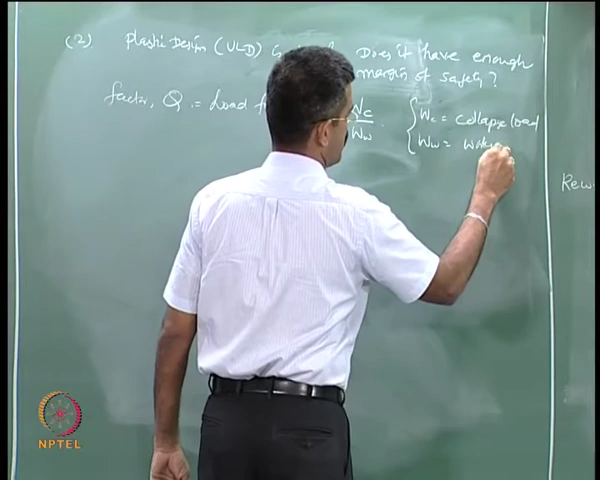 (2) Plastic Design (ULD) Does it have enough
margin of safety?
factor, Q = Load Wc
Ww
Wc = collapse load
Ww =
Rew
NPTEL